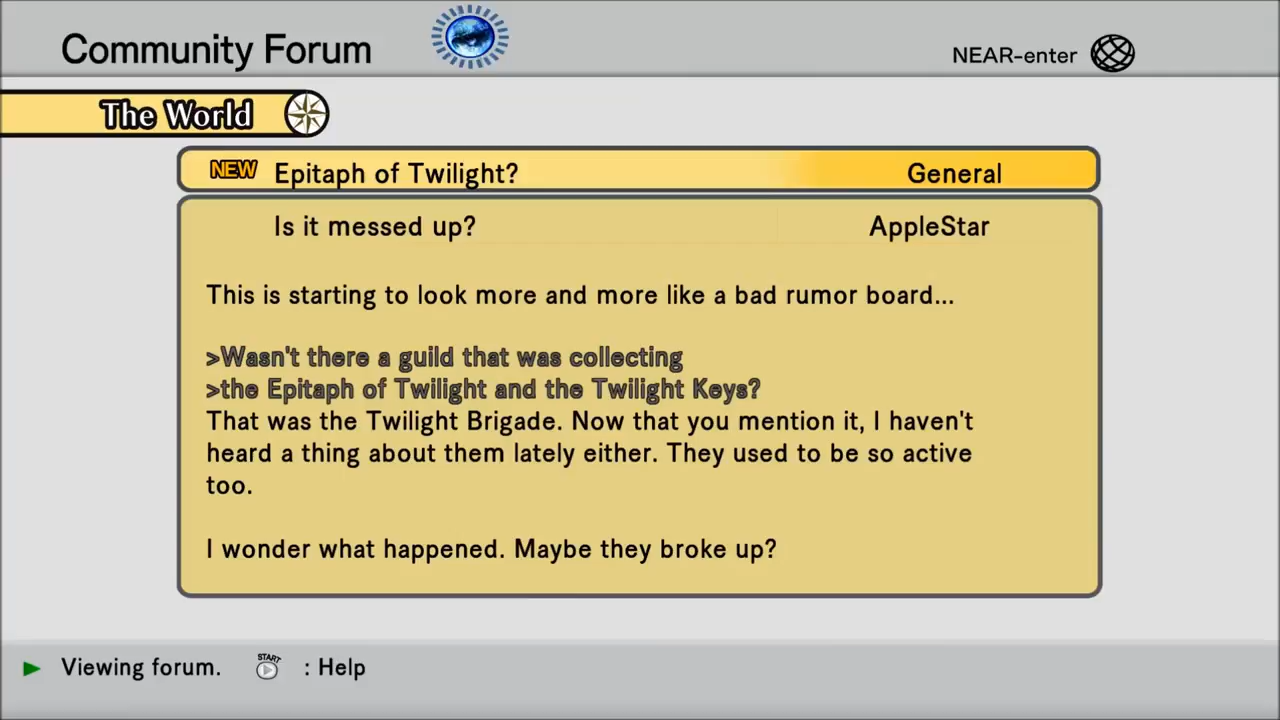 Community Forum
NEAR-enter
The World
NEW Epitaph of Twilight? General
Is it messed up? AppleStar
This is starting to look more and more like a bad rumor board...
>Wasn't there a guild that was collecting
>the Epitaph of Twilight and the Twilight Keys?
That was the Twilight Brigade. Now that you mention it, I haven't
heard a thing about them lately either. They used to be so active
too.
I wonder what happened. Maybe they broke up?
Viewing forum. START : Help